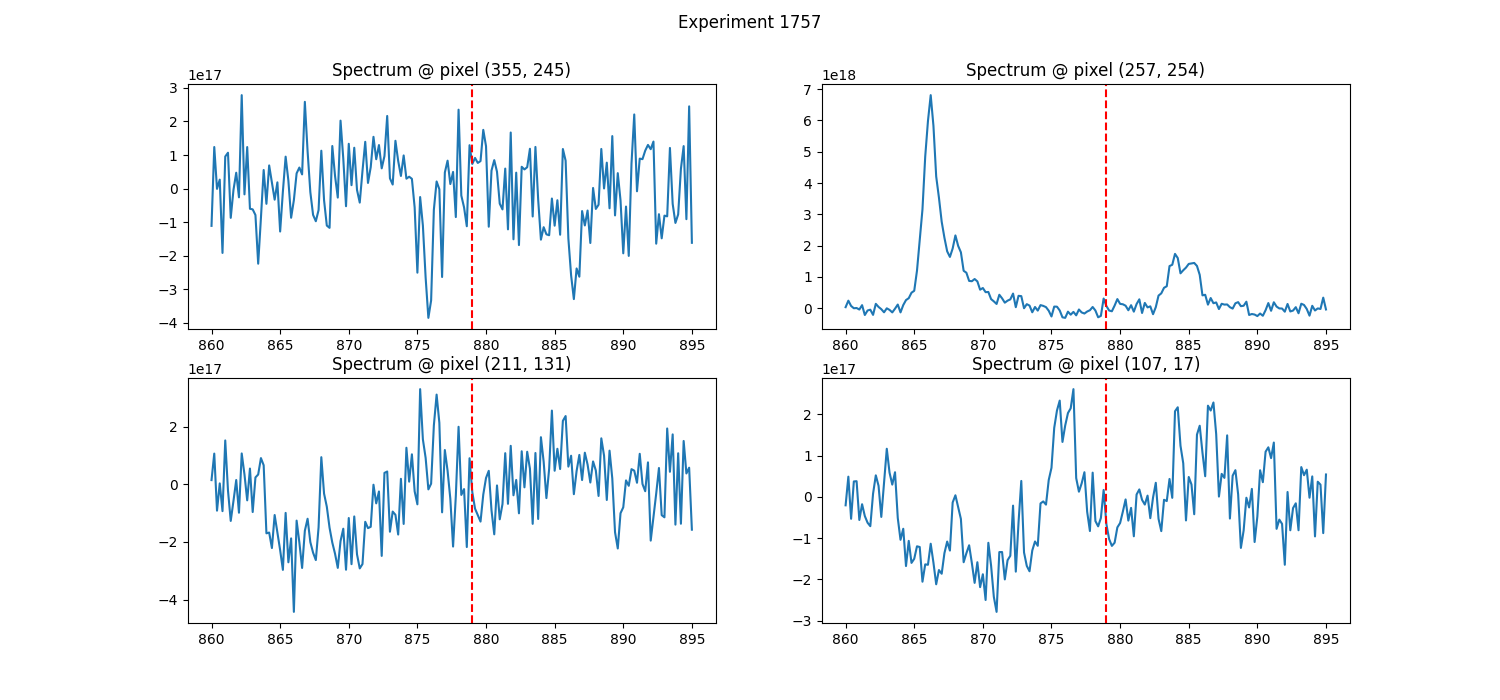 Experiment 1757
Spectrum @ pixel (355, 245)
1e17
3
2
1
0
−1
−2
−3
−4
860 865 870 875 880 885 890 895
Spectrum @ pixel (257, 254)
1e18
7
6
5
4
3
2
1
0
860 865 870 875 880 885 890 895
Spectrum @ pixel (211, 131)
1e17
2
0
−2
−4
860 865 870 875 880 885 890 895
Spectrum @ pixel (107, 17)
1e17
2
1
0
−1
−2
−3
860 865 870 875 880 885 890 895